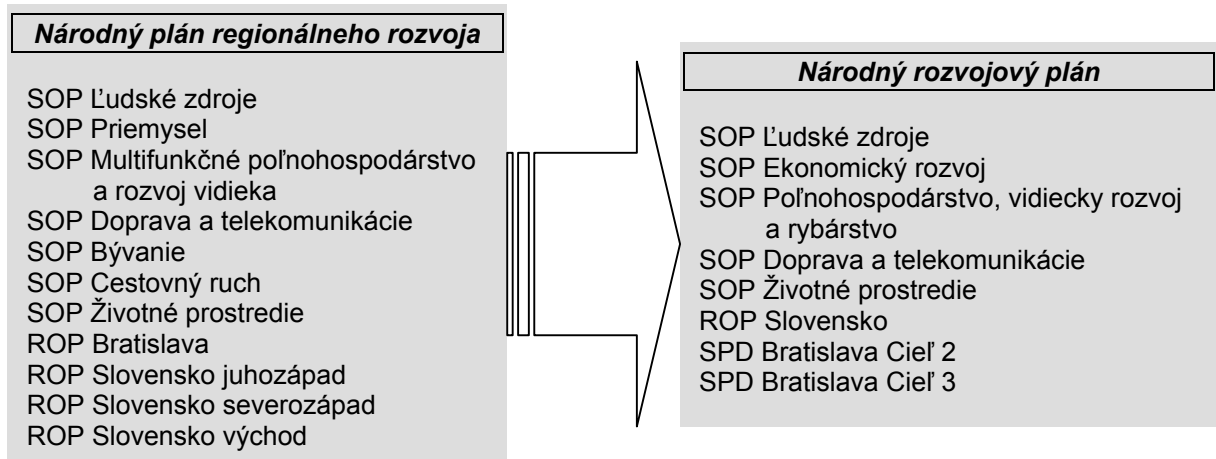 Národný plán regionálneho rozvoja
SOP Ľudské zdroje
SOP Priemysel
SOP Multifunkčné poľnohospodárstvo
a rozvoj vidieka
SOP Doprava a telekomunikácie
SOP Bývanie
SOP Cestovný ruch
SOP Životné prostredie
ROP Bratislava
ROP Slovensko juhozápad
ROP Slovensko severozápad
ROP Slovensko východ
Národný rozvojový plán
SOP Ľudské zdroje
SOP Ekonomický rozvoj
SOP Poľnohospodárstvo, vidiecky rozvoj
a rybárstvo
SOP Doprava a telekomunikácie
SOP Životné prostredie
ROP Slovensko
SPD Bratislava Cieľ 2
SPD Bratislava Cieľ 3